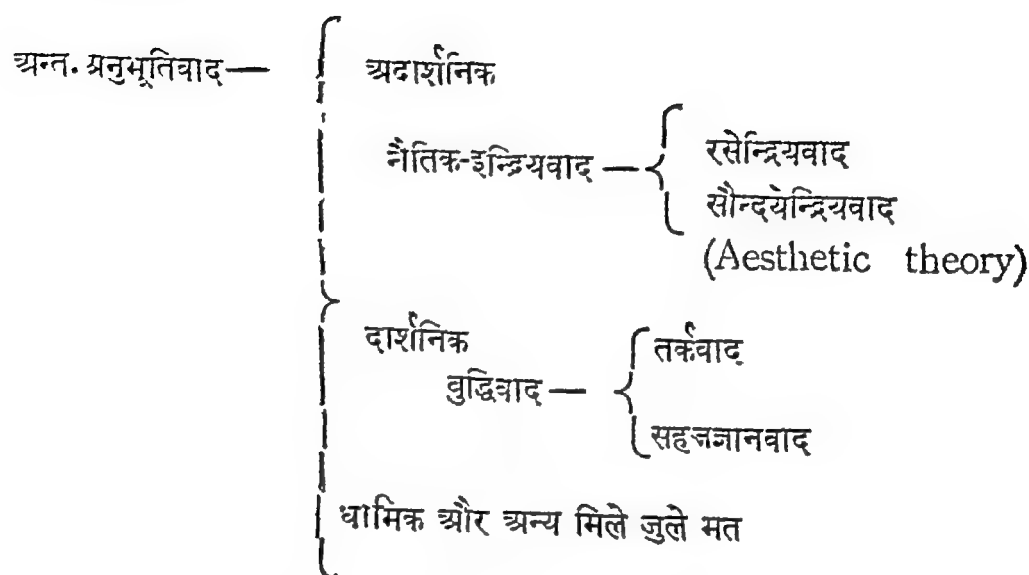 अन्त. अनुभूतिवाद—
अदार्शनिक
नैतिक-इन्द्रियवाद —
रसेन्द्रियवाद
सौन्दर्येन्द्रियवाद
(Aesthetic theory)
दार्शनिक
बुद्धिवाद —
तर्कवाद
सहजज्ञानवाद
धार्मिक और अन्य मिले जुले मत